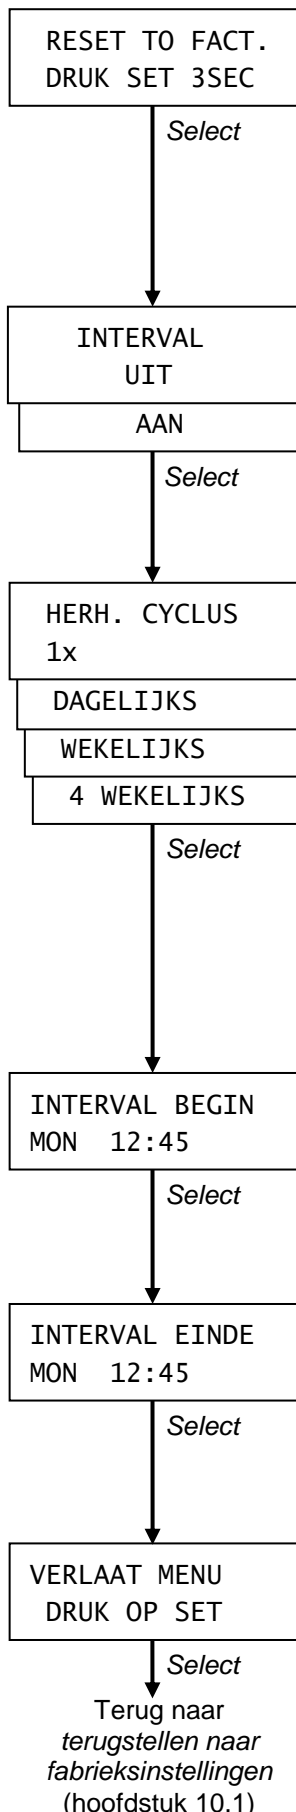 RESET TO FACT.
DRUK SET 3SEC
Select
INTERVAL
UIT
AAN
Select
HERH. CYCLUS
1x
DAGELIJKS
WEKELIJKS
4 WEKELIJKS
Select
INTERVAL BEGIN
MON 12:45
Select
INTERVAL EINDE
MON 12:45
Select
VERLAAT MENU
DRUK OP SET
Select
Terug naar
terugstellen naar
fabrieksinstellingen
(hoofdstuk 10.1)